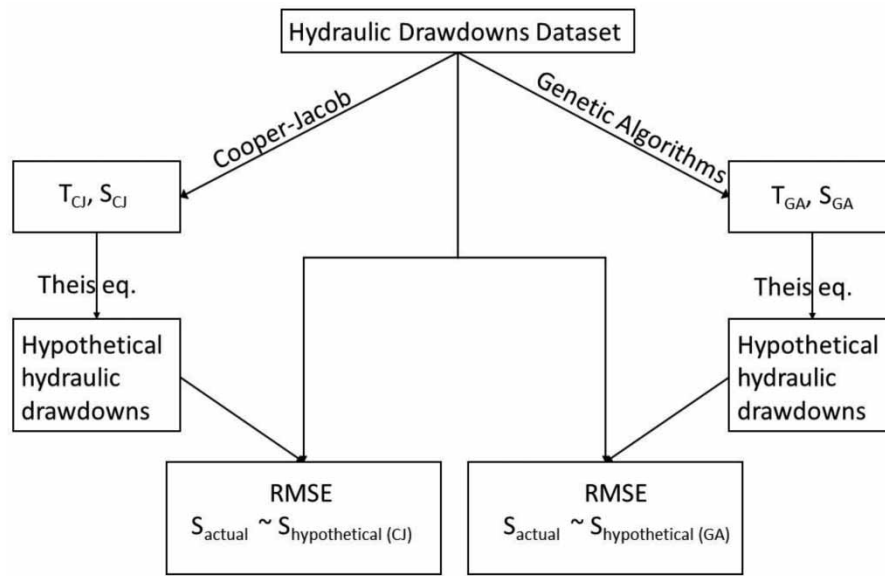 Hydraulic Drawdowns Dataset
Cooper-Jacob
Genetic Algorithms
T_CJ, S_CJ
T_GA, S_GA
Theis eq.
Theis eq.
Hypothetical
hydraulic
drawdowns
Hypothetical
hydraulic
drawdowns
RMSE
S_actual ~ S_hypothetical (CJ)
RMSE
S_actual ~ S_hypothetical (GA)